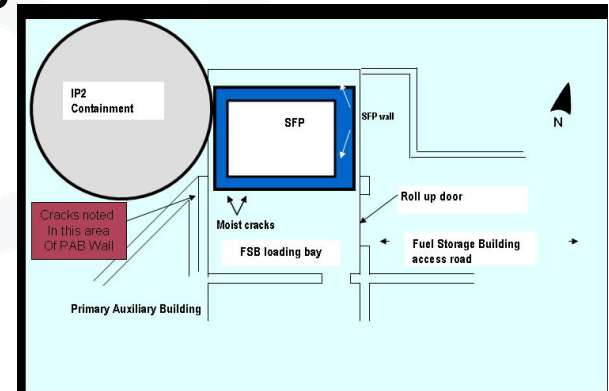 IP2
Containment
SFP
SFP wall
N
Cracks noted
In this area
Of PAB Wall
Moist cracks
Roll up door
FSB loading bay
Fuel Storage Building
access road
Primary Auxiliary Building